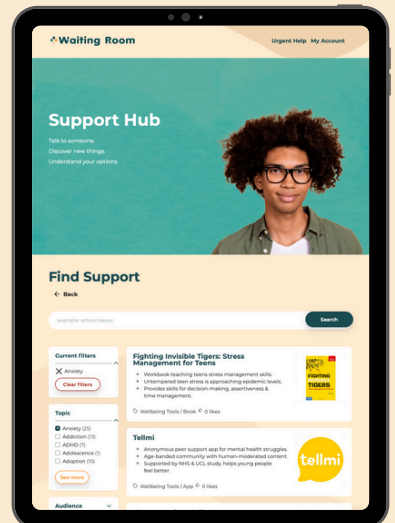 Waiting Room
Urgent Help My Account
Support Hub
Talk to someone.
Discover new things.
Understand your options.
Find Support
← Back
example: school issues
Search
Current filters
X Anxiety
Clear filters
Topic
Anxiety (25)
Addiction (13)
ADHD (7)
Adolescence (1)
Adoption (10)
See more
Audience
Fighting Invisible Tigers: Stress
Management for Teens
Workbook teaching teens stress management skills.
Untempered teen stress is approaching epidemic levels.
Provides skills for decision-making, assertiveness &
time management.
Wellbeing Tools / Book 0 likes
FIGHTING
TIGERS
Tellmi
Anonymous peer support app for mental health struggles.
Age-banded community with human-moderated content.
Supported by NHS & UCL study, helps young people
feel better.
Wellbeing Tools / App 0 likes
tellmi